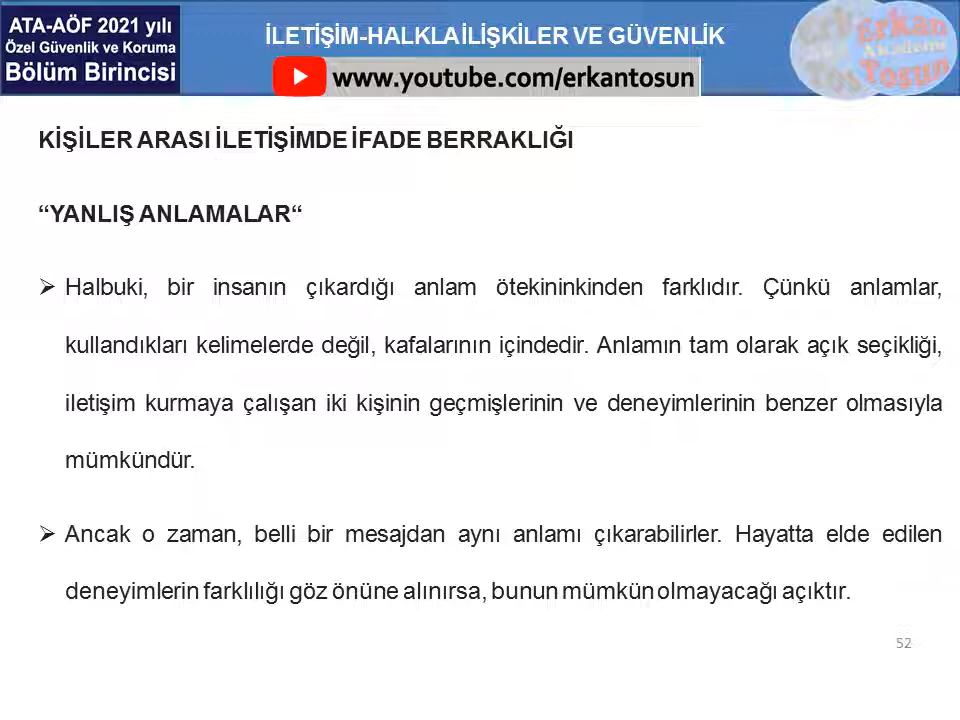 ATA-AÖF 2021 yılı
Özel Güvenlik ve Koruma
Bölüm Birincisi
İLETİŞİM-HALKLA İLİŞKİLER VE GÜVENLİK
www.youtube.com/erkantosun
Erkan
Akademi
Tosun
KİŞİLER ARASI İLETİŞİMDE İFADE BERRAKLIĞI
“YANLIŞ ANLAMALAR“
Halbuki, bir insanın çıkardığı anlam ötekininkinden farklıdır. Çünkü anlamlar,
kullandıkları kelimelerde değil, kafalarının içindedir. Anlamın tam olarak açık seçikliği,
iletişim kurmaya çalışan iki kişinin geçmişlerinin ve deneyimlerinin benzer olmasıyla
mümkündür.
Ancak o zaman, belli bir mesajdan aynı anlamı çıkarabilirler. Hayatta elde edilen
deneyimlerin farklılığı göz önüne alınırsa, bunun mümkün olmayacağı açıktır.
52